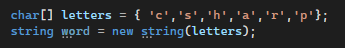 char[] letters = { 'c','s','h','a','r','p'};
string word = new string(letters);